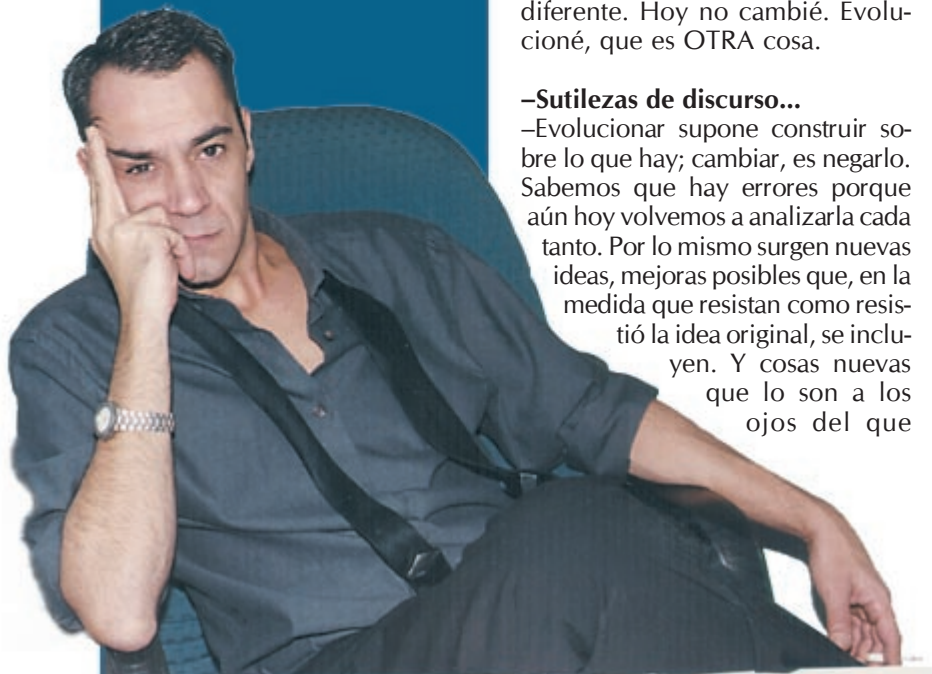 diferente. Hoy no cambié. Evolu-
cioné, que es OTRA cosa.
–Sutilezas de discurso...
–Evolucionar supone construir so-
bre lo que hay; cambiar, es negarlo.
Sabemos que hay errores porque
aún hoy volvemos a analizarla cada
tanto. Por lo mismo surgen nuevas
ideas, mejoras posibles que, en la
medida que resistan como resis-
tió la idea original, se inclu-
yen. Y cosas nuevas
que lo son a los
ojos del que